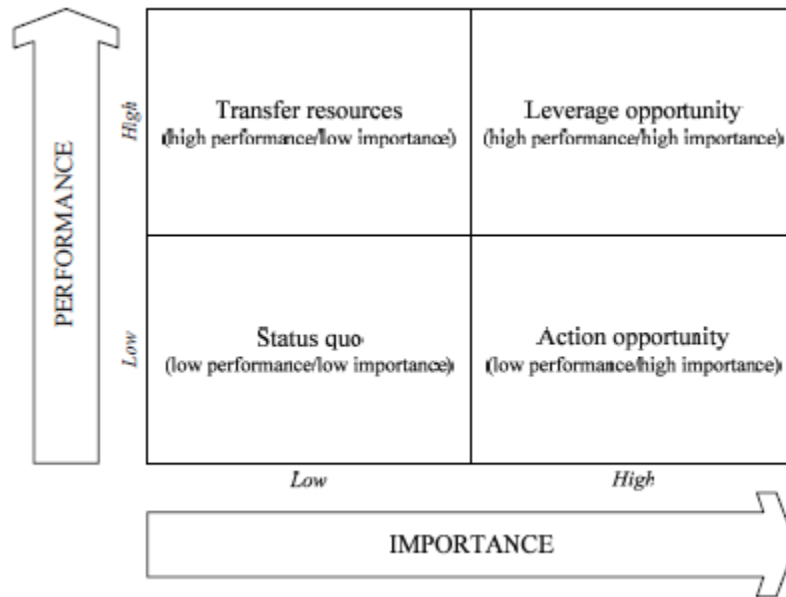 PERFORMANCE
High
Low
Transfer resources
(high performance/low importance)
Leverage opportunity
(high performance/high importance)
Status quo
(low performance/low importance)
Action opportunity
(low performance/high importance)
Low
High
IMPORTANCE